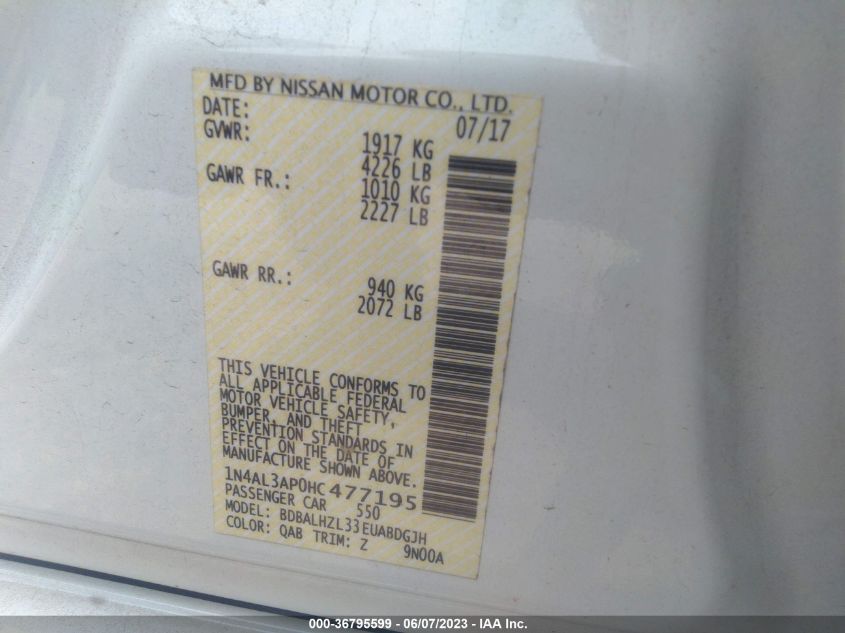 MFD BY NISSAN MOTOR CO., LTD.
DATE: 07/17
GVWR: 1917 KG
4226 LB
GAWR FR.: 1010 KG
2227 LB
GAWR RR.: 940 KG
2072 LB
THIS VEHICLE CONFORMS TO
ALL APPLICABLE FEDERAL
MOTOR VEHICLE SAFETY,
BUMPER, AND THEFT
PREVENTION STANDARDS IN
EFFECT ON THE DATE OF
MANUFACTURE SHOWN ABOVE.
1N4AL3AP0HC477195
PASSENGER CAR 550
MODEL: BDBALHZL33EUABDGJH
COLOR: QAB TRIM: Z 9N00A
000-36795599 - 06/07/2023 - IAA Inc.